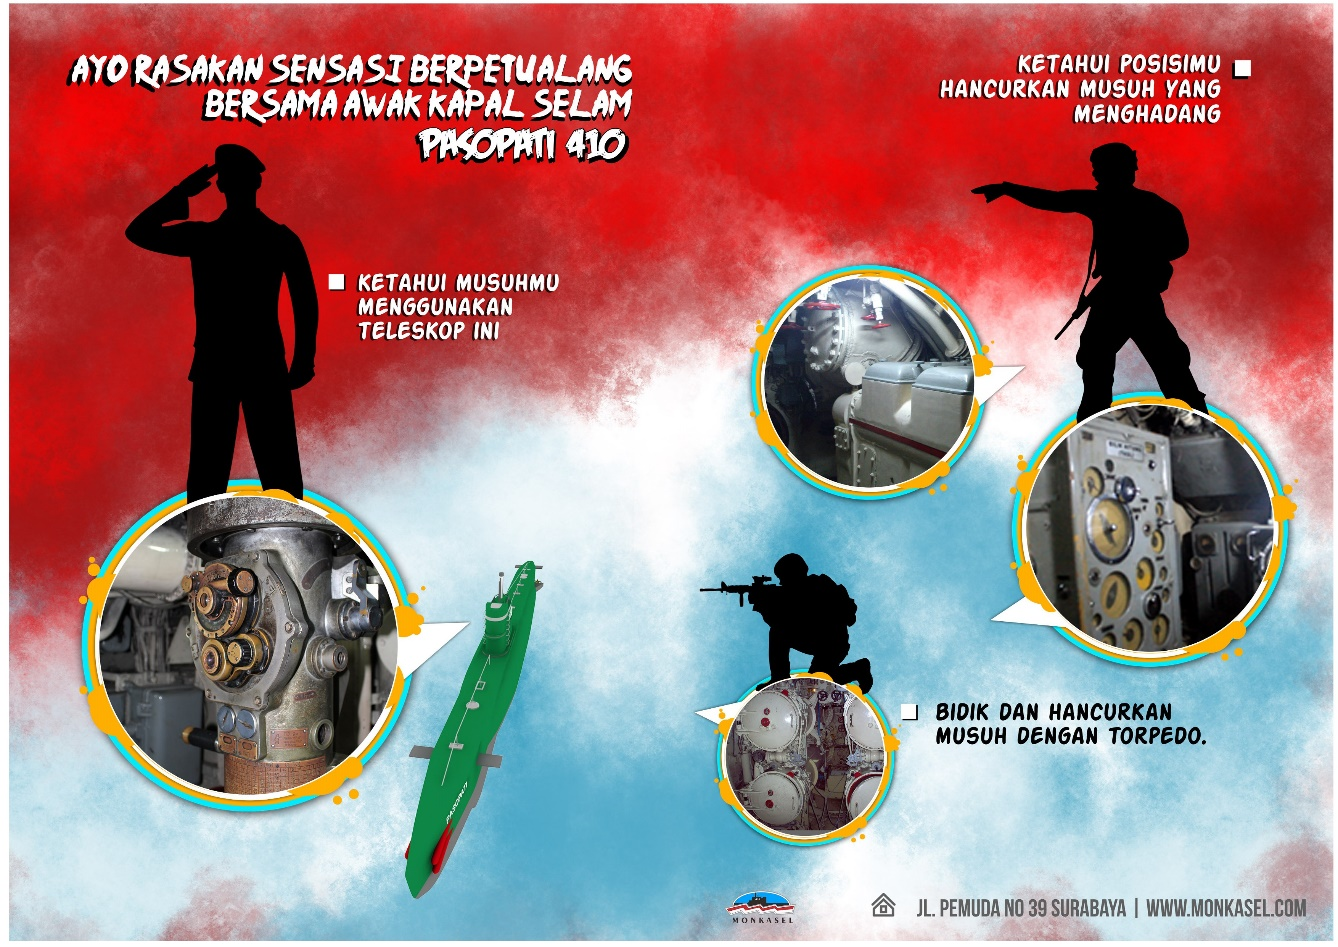 AYO RASAKAN SENSASI BERPETUALANG
BERSAMA AWAK KAPAL SELAM
PASOPATI 410
KETAHUI MUSUHMU
MENGGUNAKAN
TELESKOP INI
KETAHUI POSISIMU
HANCURKAN MUSUH YANG
MENGHADANG
BIDIK DAN HANCURKAN
MUSUH DENGAN TORPEDO.
PASOPATI
MONKASEL
JL. PEMUDA NO 39 SURABAYA | WWW.MONKASEL.COM